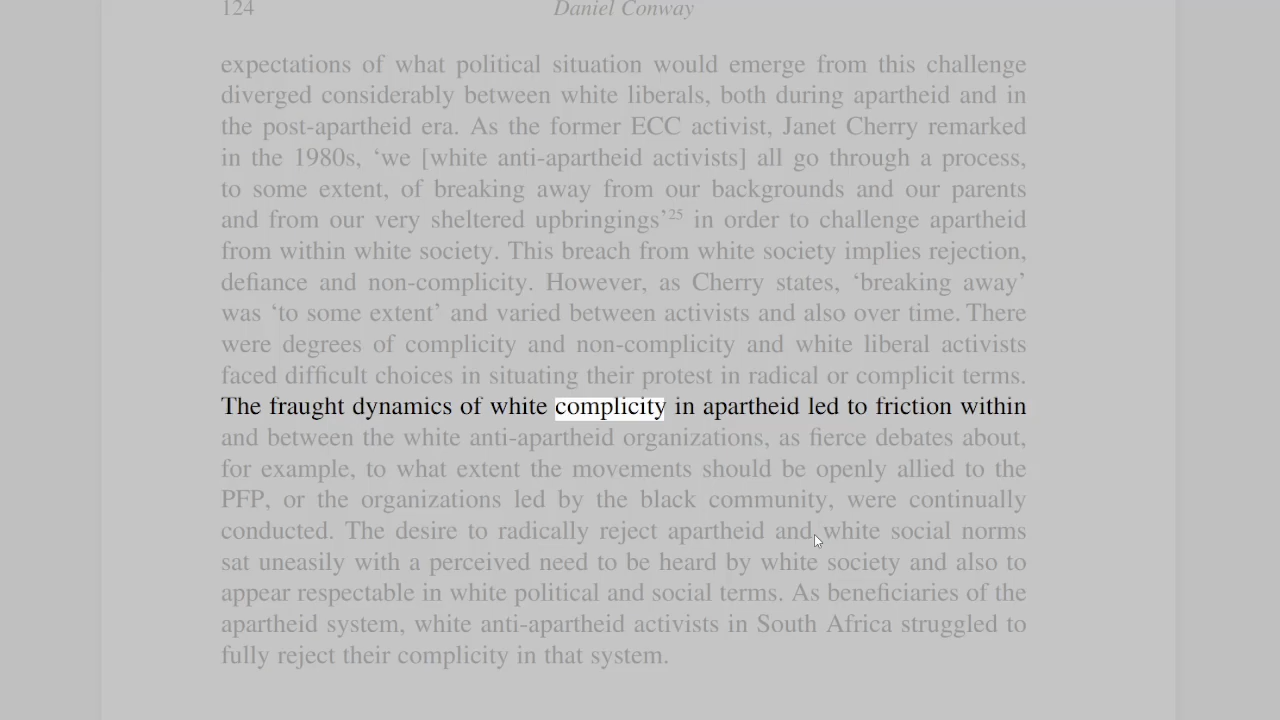 124
Daniel Conway
expectations of what political situation would emerge from this challenge
diverged considerably between white liberals, both during apartheid and in
the post-apartheid era. As the former ECC activist, Janet Cherry remarked
in the 1980s, ‘we [white anti-apartheid activists] all go through a process,
to some extent, of breaking away from our backgrounds and our parents
and from our very sheltered upbringings’²⁵ in order to challenge apartheid
from within white society. This breach from white society implies rejection,
defiance and non-complicity. However, as Cherry states, ‘breaking away’
was ‘to some extent’ and varied between activists and also over time. There
were degrees of complicity and non-complicity and white liberal activists
faced difficult choices in situating their protest in radical or complicit terms.
The fraught dynamics of white complicity in apartheid led to friction within
and between the white anti-apartheid organizations, as fierce debates about,
for example, to what extent the movements should be openly allied to the
PFP, or the organizations led by the black community, were continually
conducted. The desire to radically reject apartheid and white social norms
sat uneasily with a perceived need to be heard by white society and also to
appear respectable in white political and social terms. As beneficiaries of the
apartheid system, white anti-apartheid activists in South Africa struggled to
fully reject their complicity in that system.